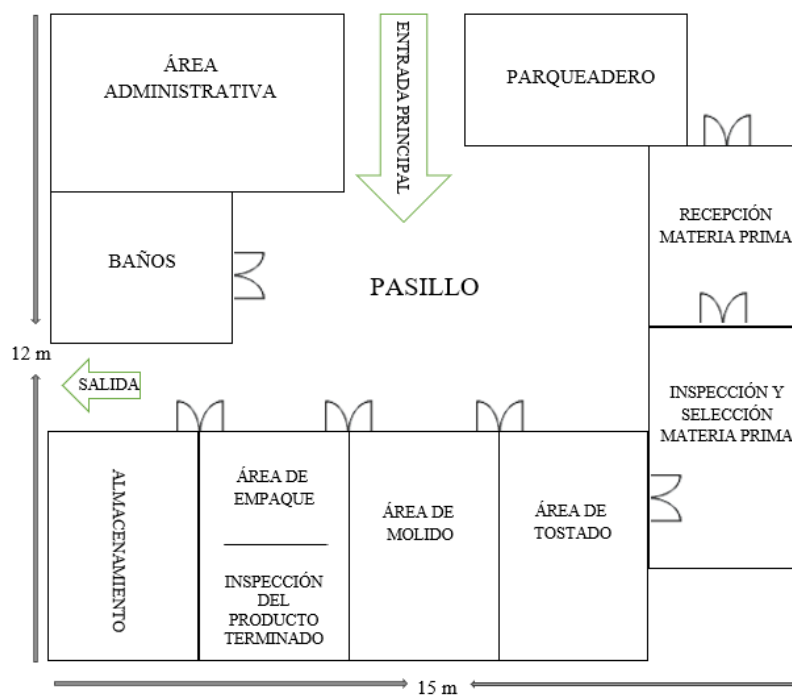 ÁREA
ADMINISTRATIVA
ENTRADA PRINCIPAL
PARQUEADERO
RECEPCIÓN
MATERIA PRIMA
BAÑOS
PASILLO
12 m
SALIDA
INSPECCIÓN Y
SELECCIÓN
MATERIA PRIMA
ALMACENAMIENTO
ÁREA DE
EMPAQUE
INSPECCIÓN
DEL
PRODUCTO
TERMINADO
ÁREA DE
MOLIDO
ÁREA DE
TOSTADO
15 m